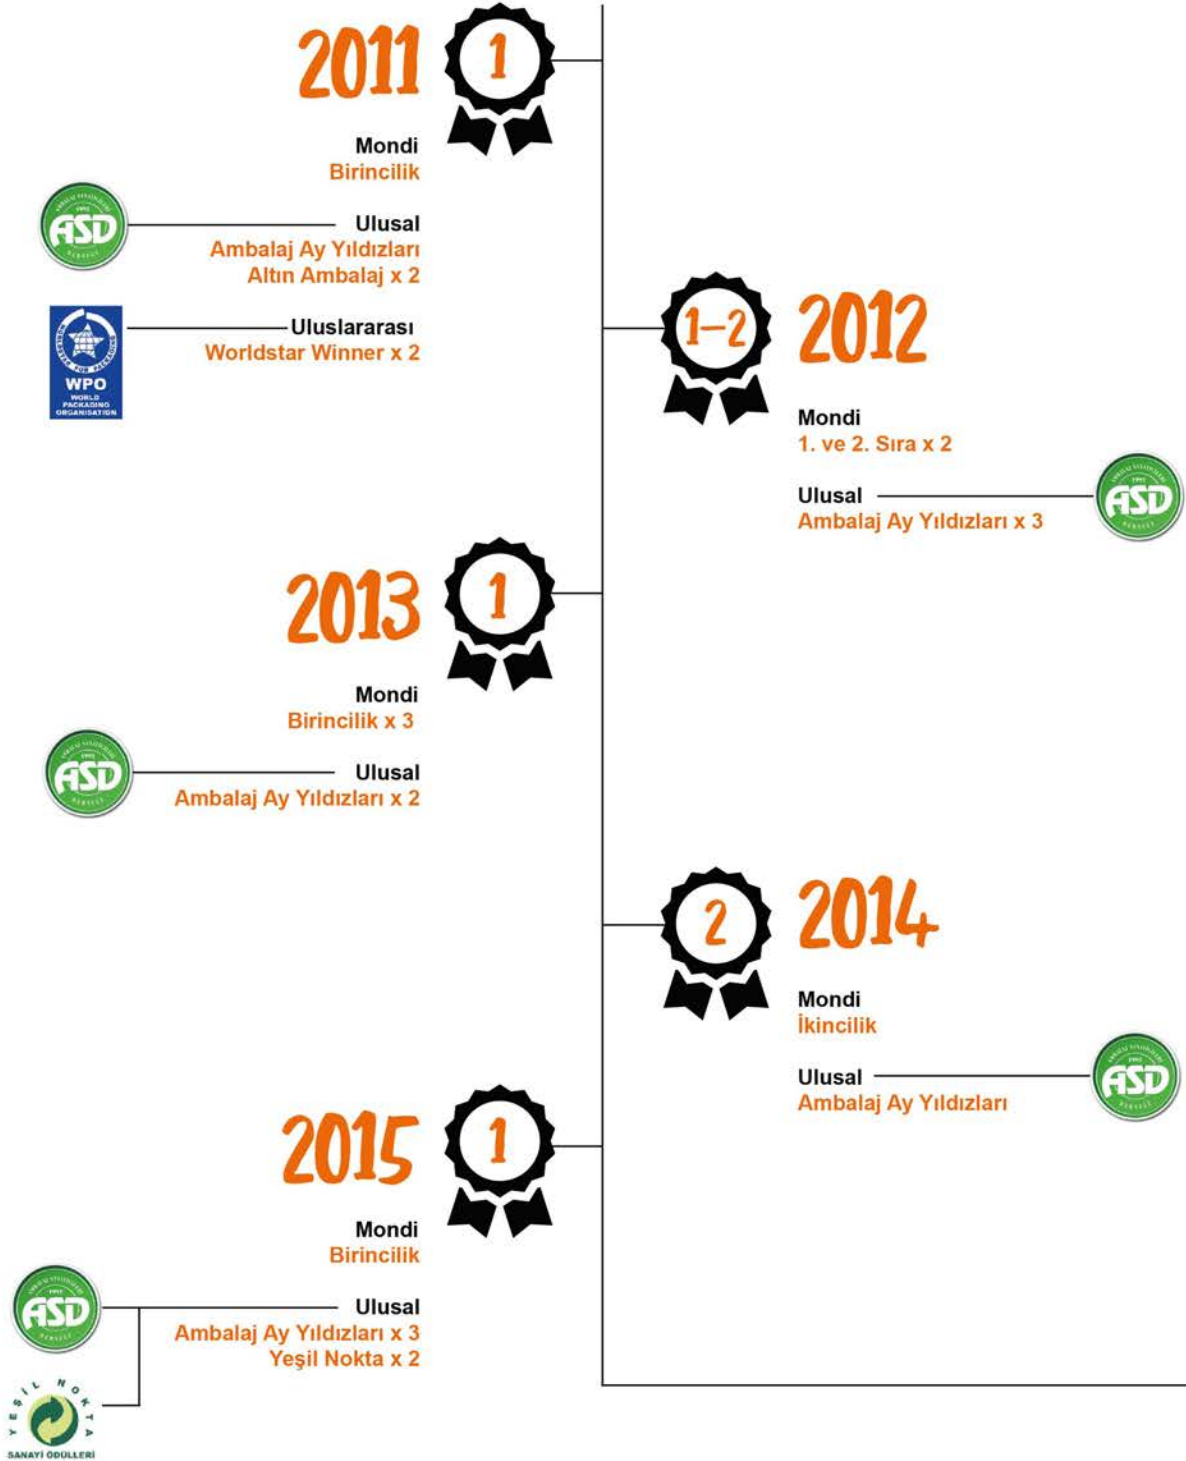 2011
1
Mondi
Birincilik
ASD
Ulusal
Ambalaj Ay Yıldızları
Altın Ambalaj x 2
Uluslararası
Worldstar Winner x 2
WPO
WORLD
PACKAGING
ORGANISATION
1–2
2012
Mondi
1. ve 2. Sıra x 2
Ulusal
Ambalaj Ay Yıldızları x 3
ASD
2013
1
Mondi
Birincilik x 3
ASD
Ulusal
Ambalaj Ay Yıldızları x 2
2
2014
Mondi
İkincilik
Ulusal
Ambalaj Ay Yıldızları
ASD
2015
1
Mondi
Birincilik
ASD
Ulusal
Ambalaj Ay Yıldızları x 3
Yeşil Nokta x 2
YEŞİL NOKTA
SANAYİ ÖDÜLLERİ